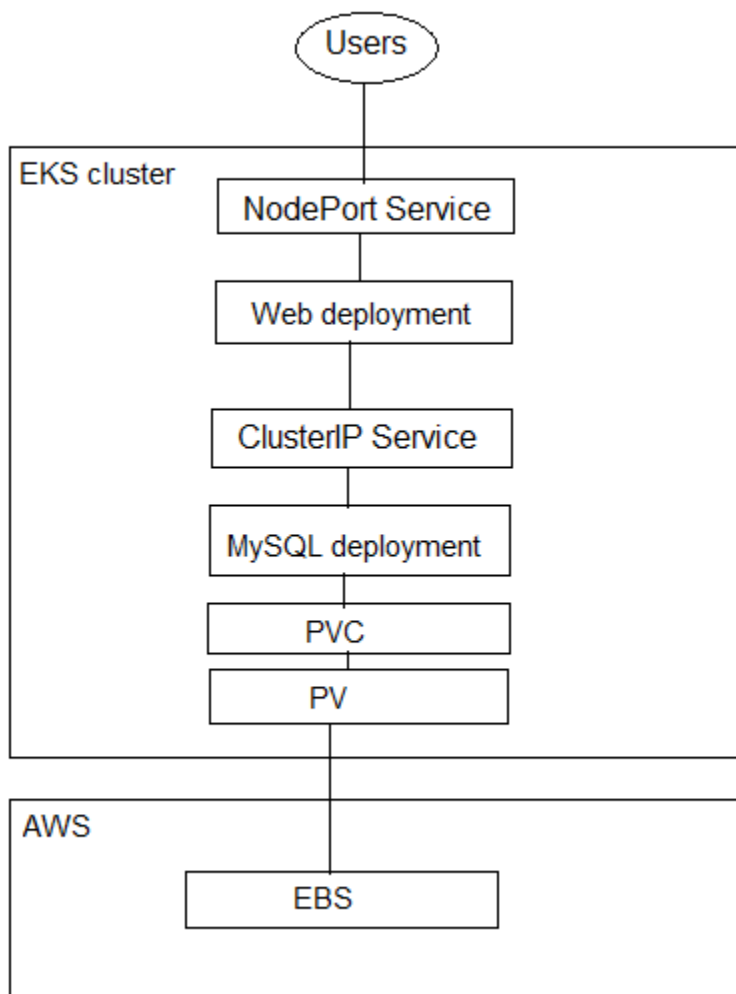 Users
EKS cluster
NodePort Service
Web deployment
ClusterIP Service
MySQL deployment
PVC
PV
AWS
EBS